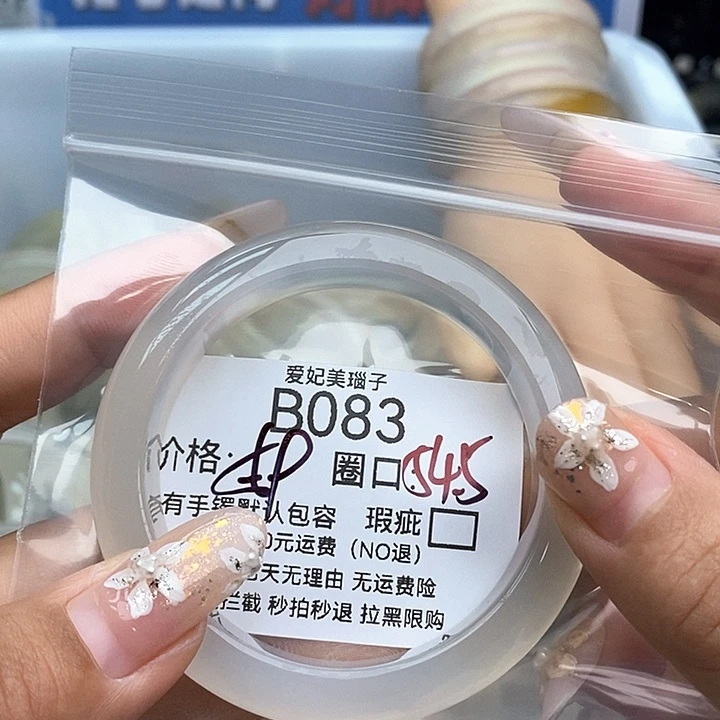 爱妃美瑙子
B083
价格: 圈口 54.5
有手镯默认包容 瑕疵
0元运费 (NO退)
天无理由 无运费险
拦截 秒拍秒退 拉黑限购